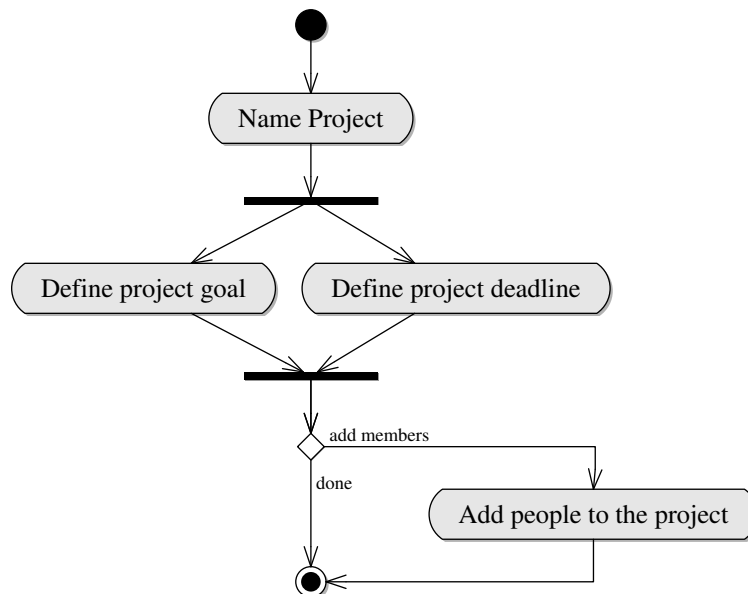 Name Project
Define project goal
Define project deadline
add members
done
Add people to the project